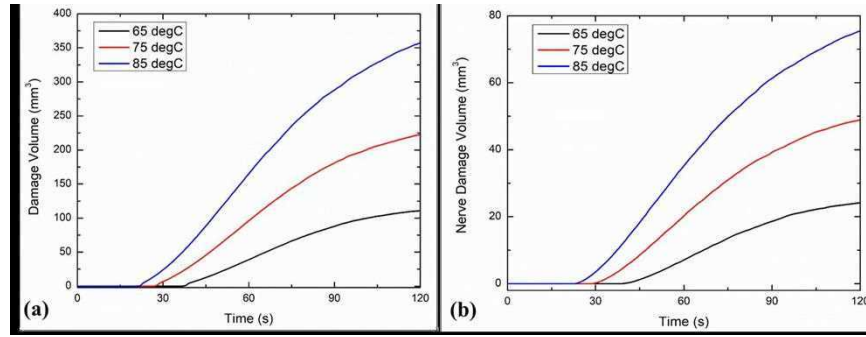 400
350
300
250
200
150
100
50
0
Damage Volume (mm³)
65 degC
75 degC
85 degC
0 30 60 90 120
Time (s)
(a)
80
60
40
20
0
Nerve Damage Volume (mm³)
65 degC
75 degC
85 degC
0 30 60 90 120
Time (s)
(b)